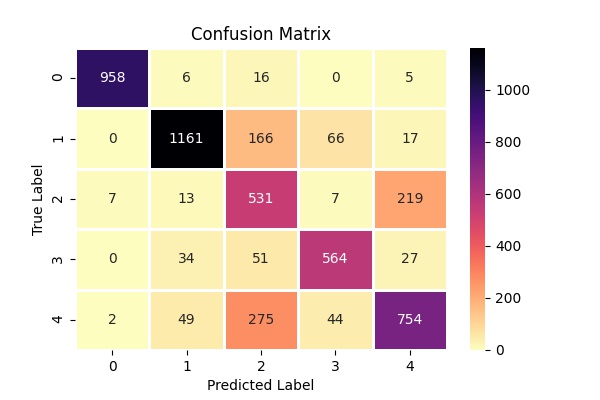 Confusion Matrix
True Label
0 958 6 16 0 5
1 0 1161 166 66 17
2 7 13 531 7 219
3 0 34 51 564 27
4 2 49 275 44 754
0 1 2 3 4
Predicted Label
1000
800
600
400
200
0